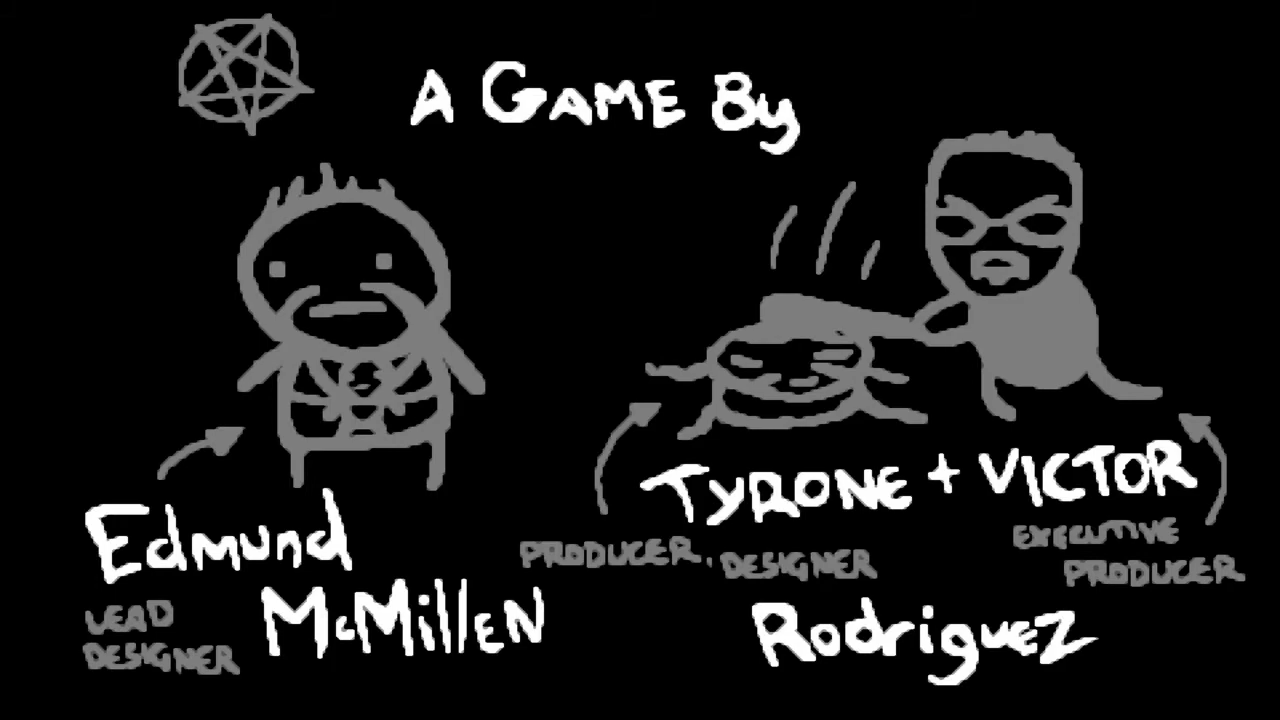 A GAME By
Edmund
McMillEN
LEAD
DESIGNER
TYRONE + VICTOR
PRODUCER, DESIGNER
EXECUTIVE
PRODUCER
RodriguEZ